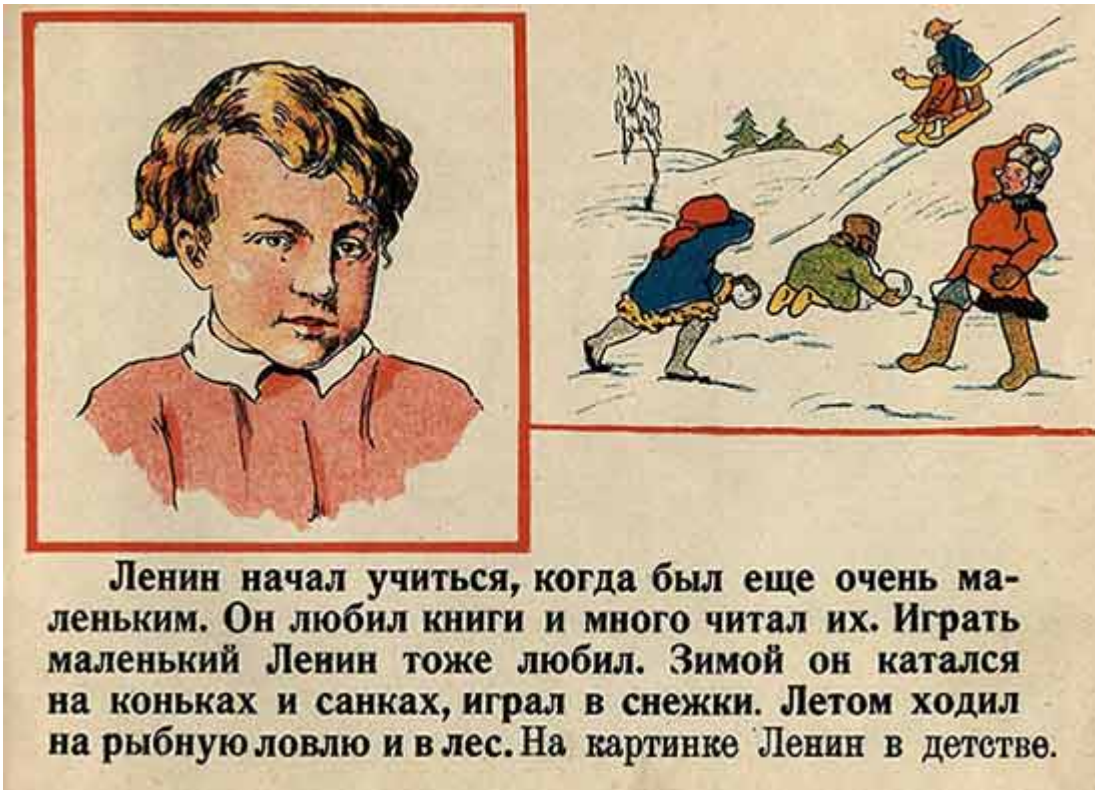 Ленин начал учиться, когда был еще очень ма-
леньким. Он любил книги и много читал их. Играть
маленький Ленин тоже любил. Зимой он катался
на коньках и санках, играл в снежки. Летом ходил
на рыбную ловлю и в лес. На картинке Ленин в детстве.